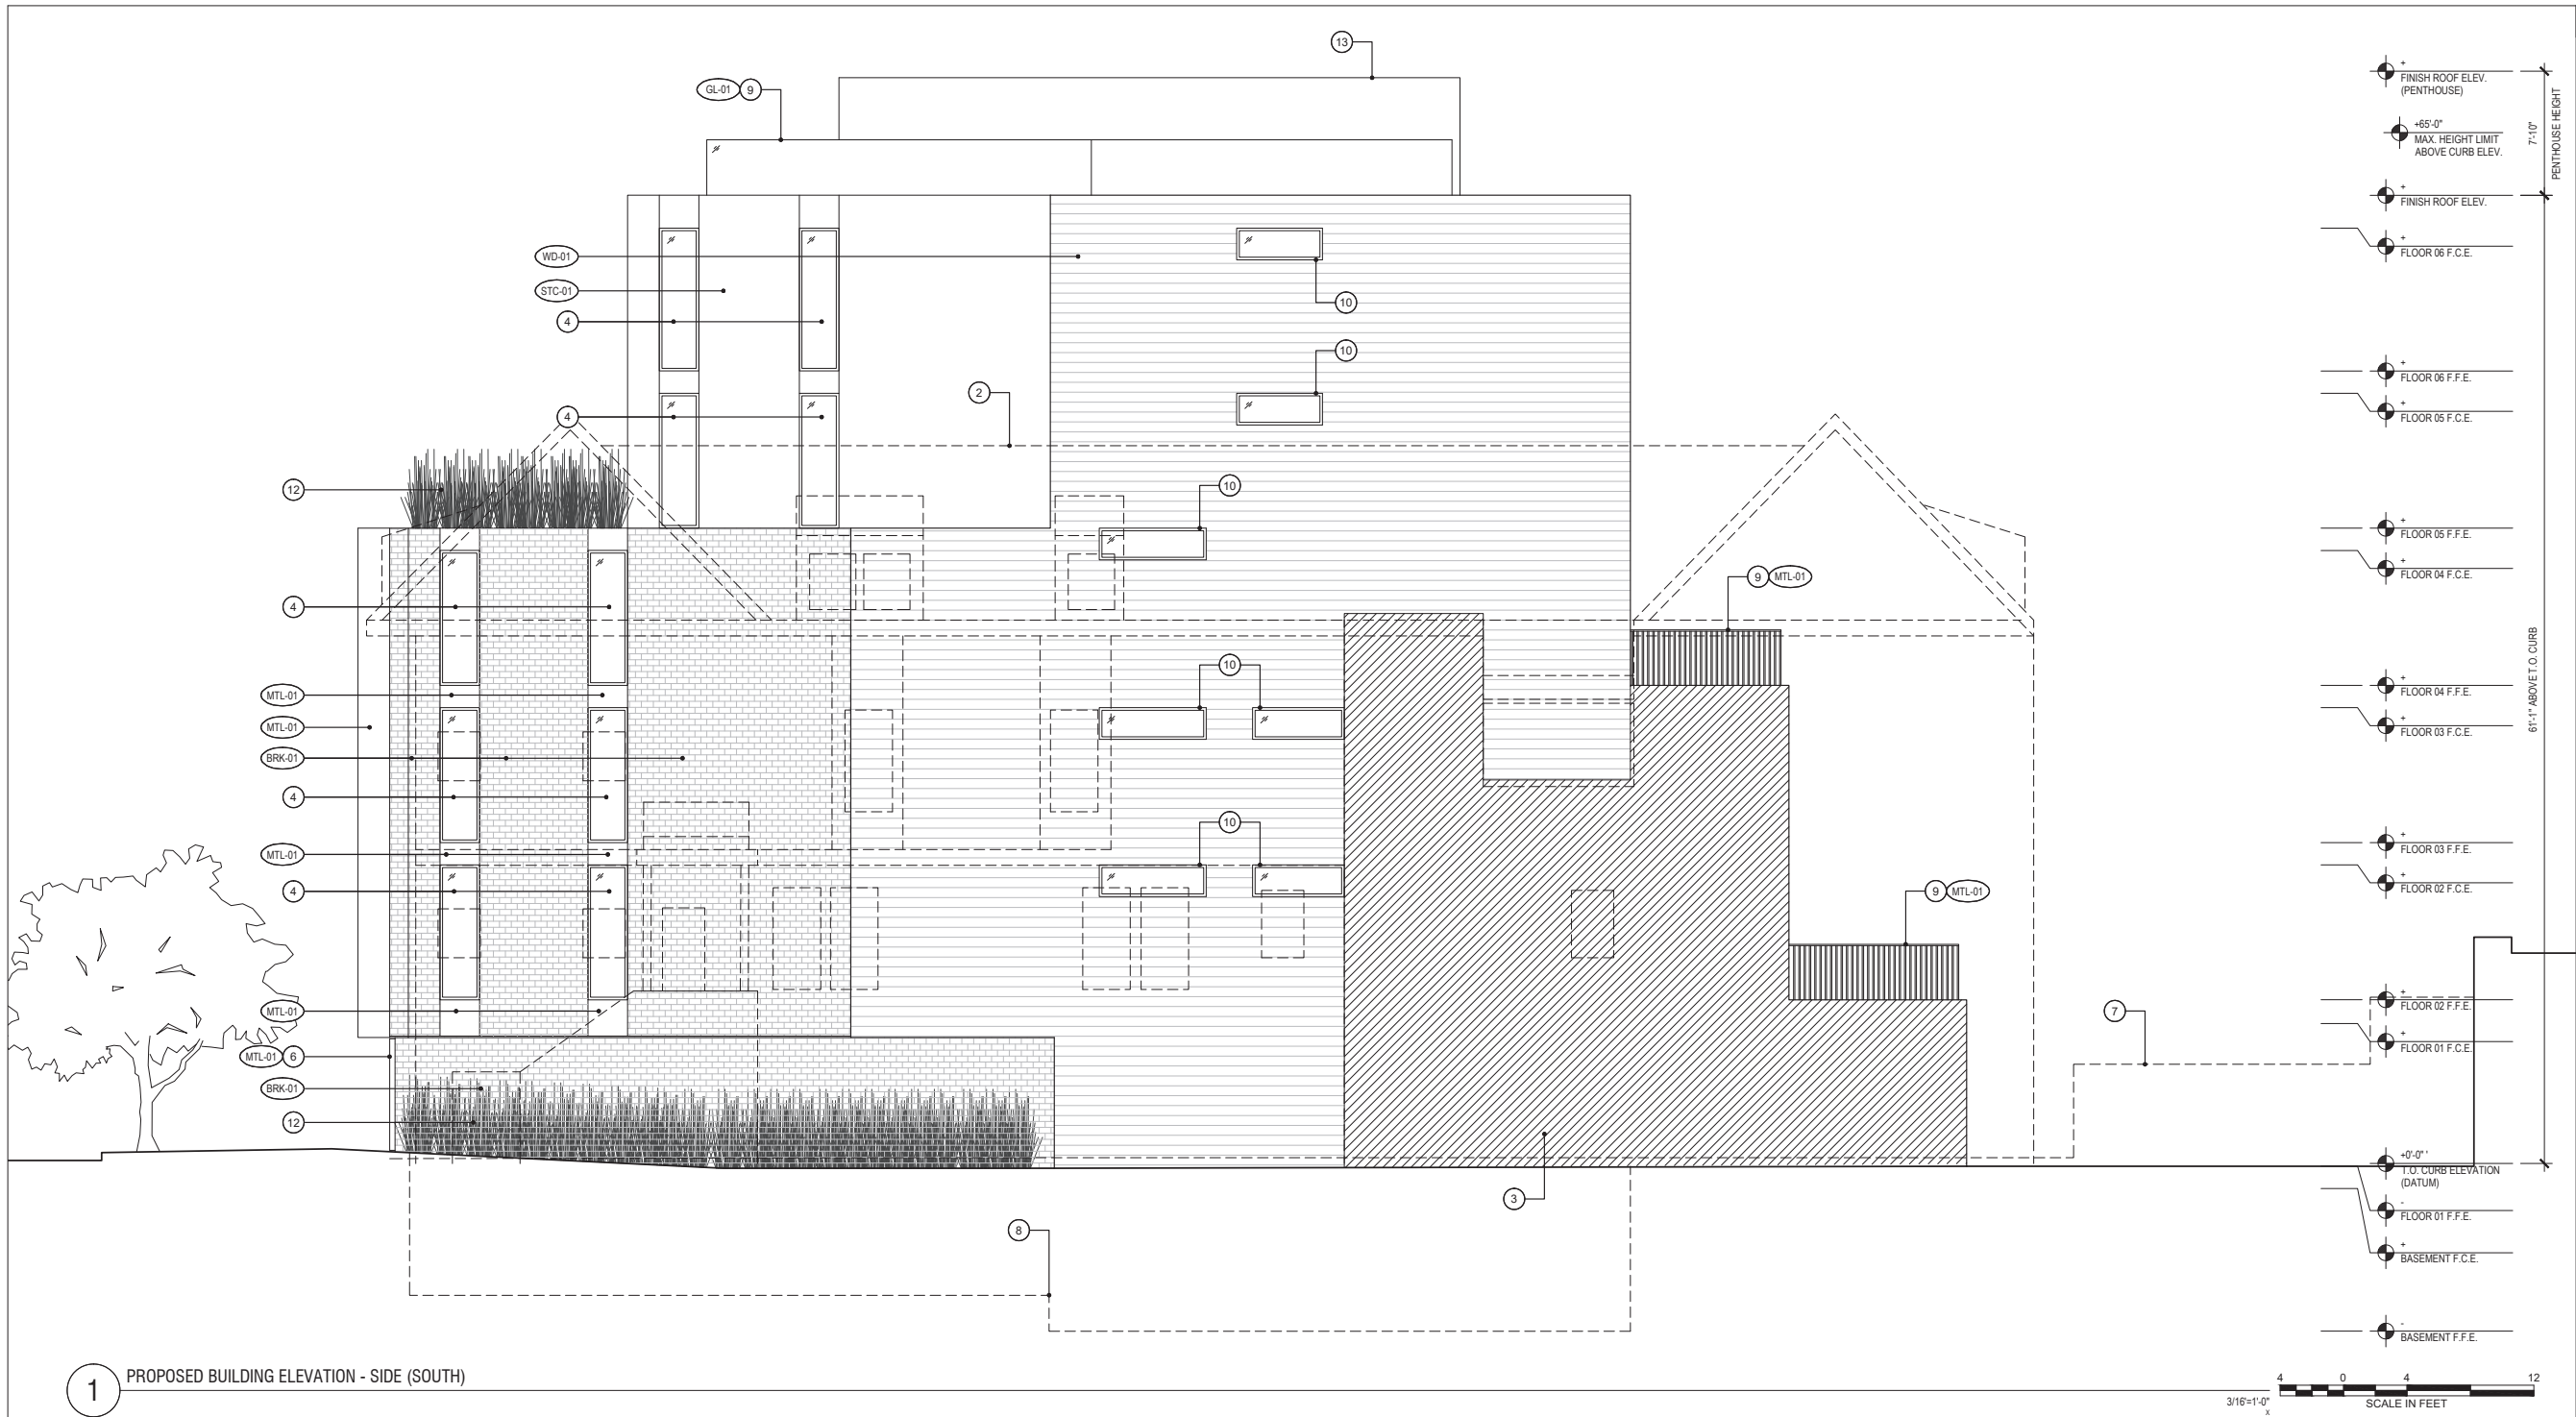 13
GL-01 9
+
FINISH ROOF ELEV.
(PENTHOUSE)
7'-10"
PENTHOUSE HEIGHT
+65'-0"
MAX. HEIGHT LIMIT
ABOVE CURB ELEV.
+
FINISH ROOF ELEV.
WD-01
+
FLOOR 06 F.C.E.
STC-01
10
4
10
+
FLOOR 06 F.F.E.
2
4
+
FLOOR 05 F.C.E.
12
10
+
FLOOR 05 F.F.E.
+
FLOOR 04 F.C.E.
9 MTL-01
4
61'-1" ABOVE T.O. CURB
10
MTL-01
+
FLOOR 04 F.F.E.
MTL-01
+
FLOOR 03 F.C.E.
BRK-01
4
10
+
FLOOR 03 F.F.E.
MTL-01
4
+
FLOOR 02 F.C.E.
9 MTL-01
MTL-01
+
FLOOR 02 F.F.E.
7
+
FLOOR 01 F.C.E.
MTL-01 6
BRK-01
12
+0'-0" '
T.O. CURB ELEVATION
(DATUM)
3
-
FLOOR 01 F.F.E.
8
+
BASEMENT F.C.E.
-
BASEMENT F.F.E.
1 PROPOSED BUILDING ELEVATION - SIDE (SOUTH)
4 0 4 12
SCALE IN FEET
3/16"=1'-0"
x